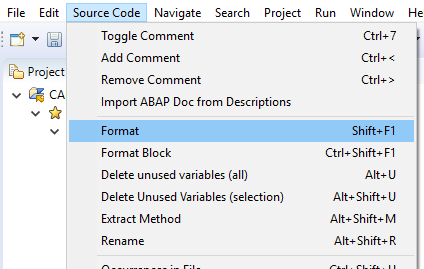 File Edit Source Code Navigate Search Project Run Window He
Toggle Comment Ctrl+7
Add Comment Ctrl+<
Remove Comment Ctrl+>
Import ABAP Doc from Descriptions
Project
CA
Format Shift+F1
Format Block Ctrl+Shift+F1
Delete unused variables (all) Alt+U
Delete Unused Variables (selection) Alt+Shift+U
Extract Method Alt+Shift+M
Rename Alt+Shift+R